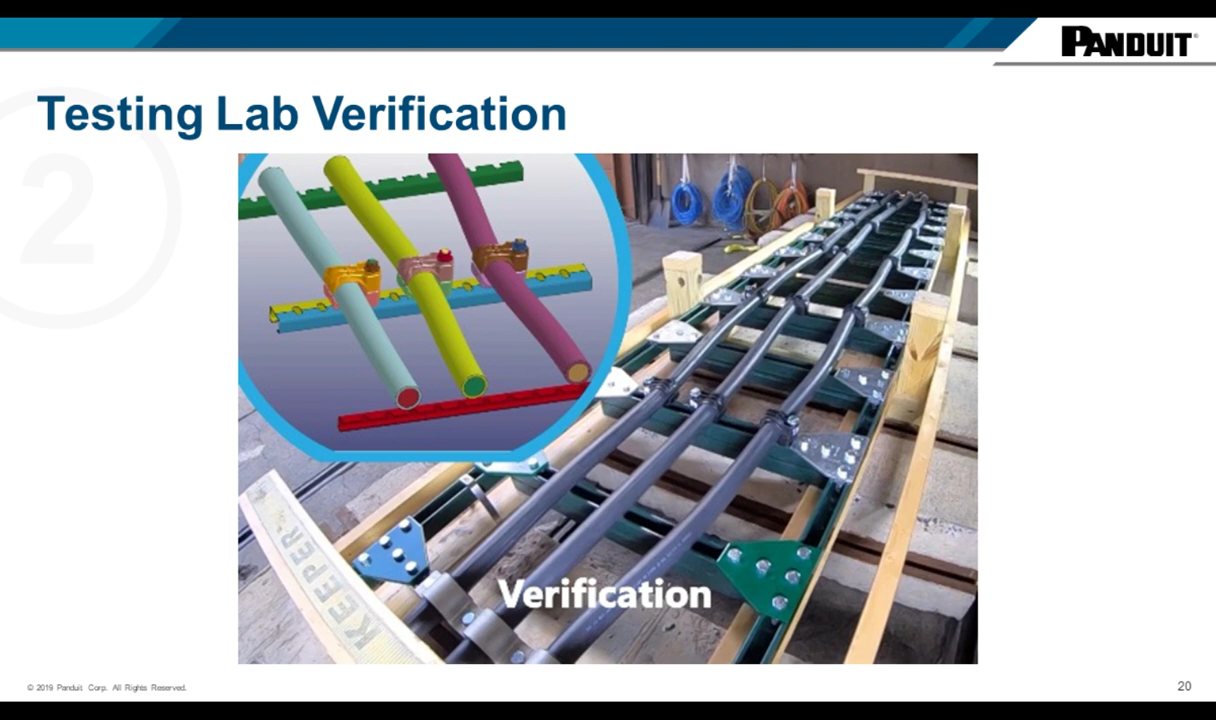 PANDUIT
Testing Lab Verification
2
KEEPER
Verification
© 2019 Panduit Corp. All Rights Reserved.
20